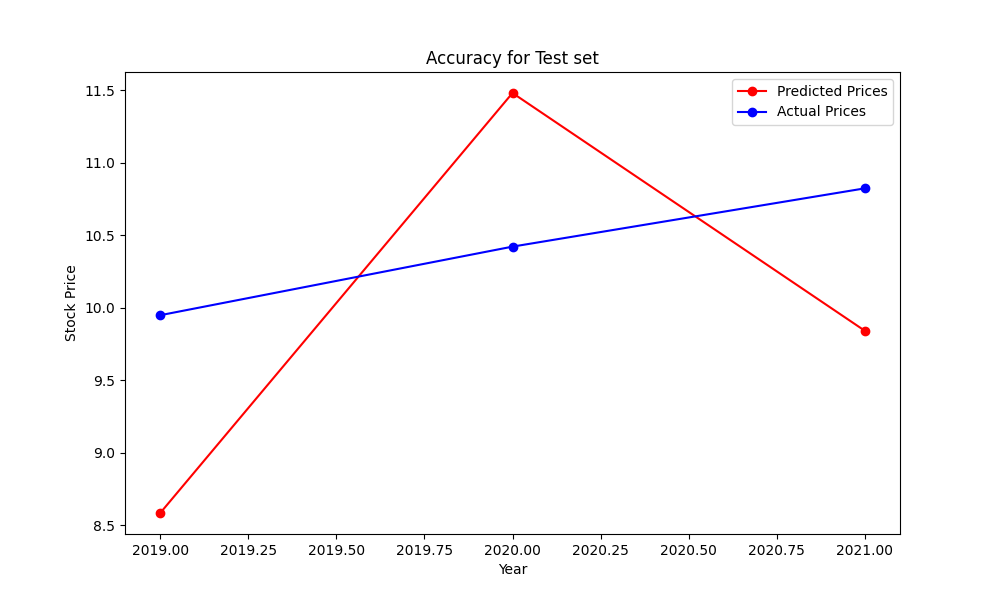 Accuracy for Test set
Predicted Prices
Actual Prices
11.5
11.0
10.5
10.0
9.5
9.0
8.5
Stock Price
2019.00 2019.25 2019.50 2019.75 2020.00 2020.25 2020.50 2020.75 2021.00
Year